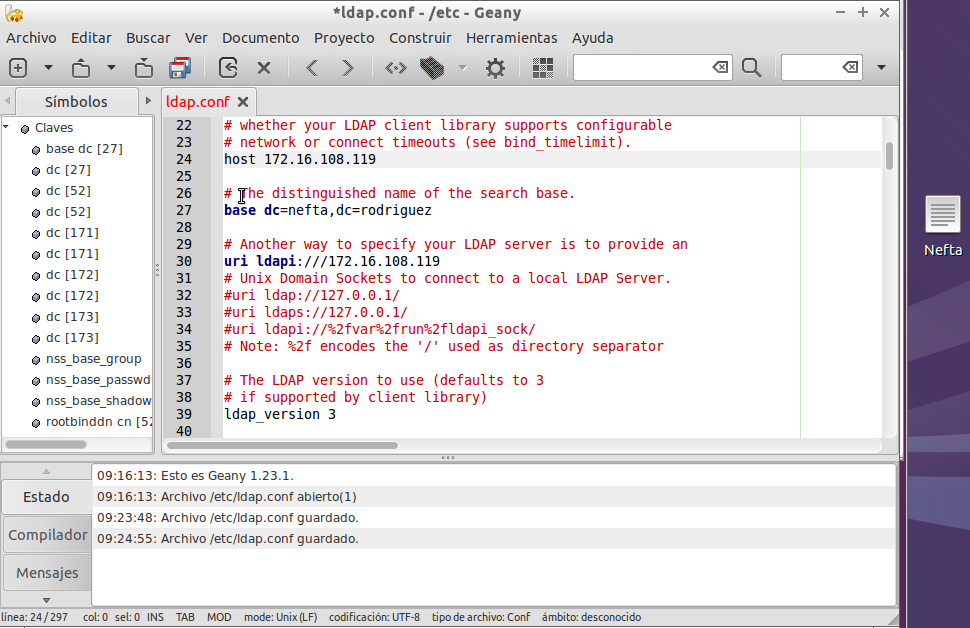 *ldap.conf - /etc - Geany
Archivo Editar Buscar Ver Documento Proyecto Construir Herramientas Ayuda
Símbolos
ldap.conf
Claves
base dc [27]
dc [27]
dc [52]
dc [52]
dc [171]
dc [171]
dc [172]
dc [172]
dc [173]
dc [173]
nss_base_group
nss_base_passwd
nss_base_shadow
rootbinddn cn [52
22 # whether your LDAP client library supports configurable
23 # network or connect timeouts (see bind_timelimit).
24 host 172.16.108.119
25
26 # The distinguished name of the search base.
27 base dc=nefta,dc=rodriguez
28
29 # Another way to specify your LDAP server is to provide an
30 uri ldapi:///172.16.108.119
31 # Unix Domain Sockets to connect to a local LDAP Server.
32 #uri ldap://127.0.0.1/
33 #uri ldaps://127.0.0.1/
34 #uri ldapi://%2fvar%2frun%2fldapi_sock/
35 # Note: %2f encodes the '/' used as directory separator
36
37 # The LDAP version to use (defaults to 3
38 # if supported by client library)
39 ldap_version 3
40
Estado
Compilador
Mensajes
09:16:13: Esto es Geany 1.23.1.
09:16:13: Archivo /etc/ldap.conf abierto(1)
09:23:48: Archivo /etc/ldap.conf guardado.
09:24:55: Archivo /etc/ldap.conf guardado.
línea: 24 / 297 col: 0 sel: 0 INS TAB MOD modo: Unix (LF) codificación: UTF-8 tipo de archivo: Conf ámbito: desconocido
Nefta